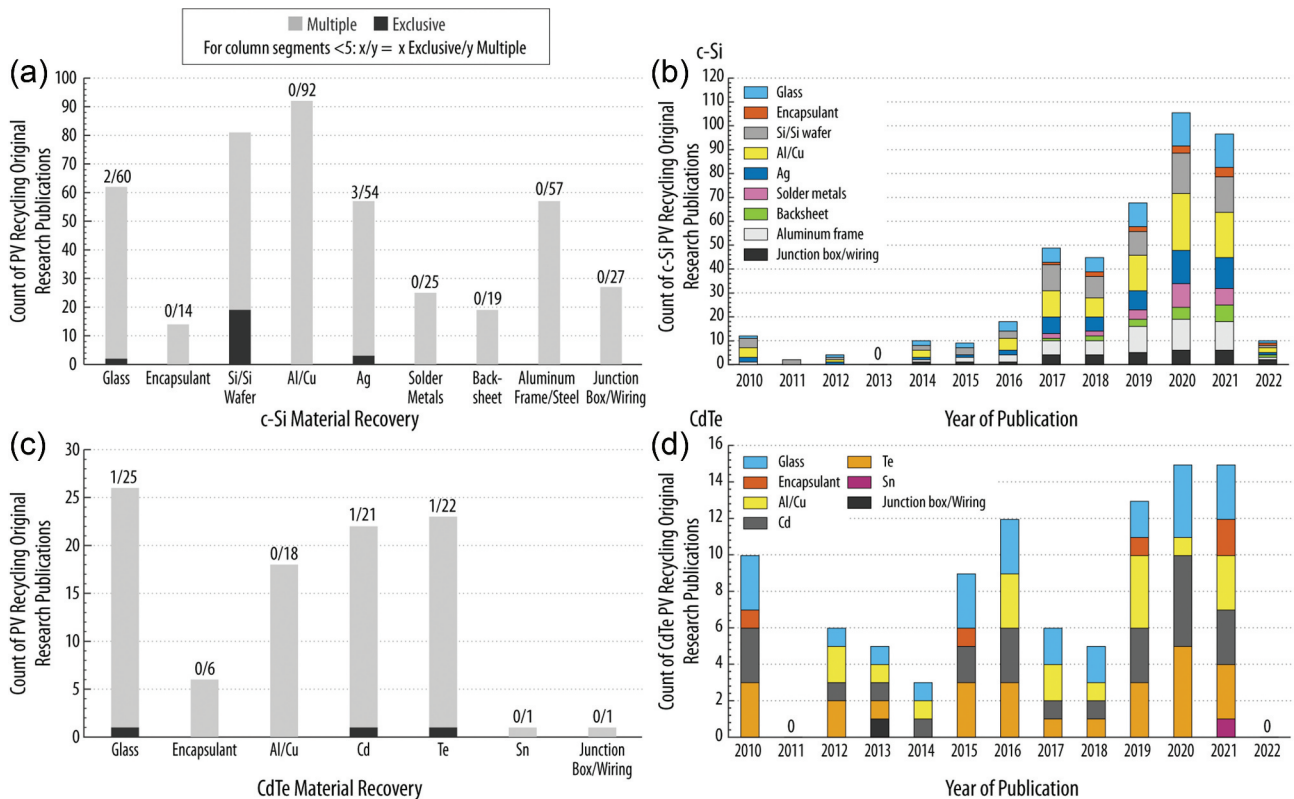 Multiple Exclusive
For column segments <5: x/y = x Exclusive/y Multiple
(a)
Count of PV Recycling Original
Research Publications
100
90
80
70
60
50
40
30
20
10
0
2/60
0/14
0/92
3/54
0/25
0/19
0/57
0/27
Glass
Encapsulant
Si/Si
Wafer
Al/Cu
Ag
Solder
Metals
Back-
sheet
Aluminum
Frame/Steel
Junction
Box/Wiring
c-Si Material Recovery
(b)
c-Si
Count of c-Si PV Recycling Original
Research Publications
120
110
100
90
80
70
60
50
40
30
20
10
0
Glass
Encapsulant
Si/Si wafer
Al/Cu
Ag
Solder metals
Backsheet
Aluminum frame
Junction box/wiring
0
2010 2011 2012 2013 2014 2015 2016 2017 2018 2019 2020 2021 2022
Year of Publication
(c)
Count of PV Recycling Original
Research Publications
30
25
20
15
10
5
0
1/25
0/6
0/18
1/21
1/22
0/1
0/1
Glass
Encapsulant
Al/Cu
Cd
Te
Sn
Junction
Box/Wiring
CdTe Material Recovery
(d)
CdTe
Count of CdTe PV Recycling Original
Research Publications
16
14
12
10
8
6
4
2
0
Glass
Encapsulant
Al/Cu
Cd
Te
Sn
Junction box/Wiring
0
0
2010 2011 2012 2013 2014 2015 2016 2017 2018 2019 2020 2021 2022
Year of Publication